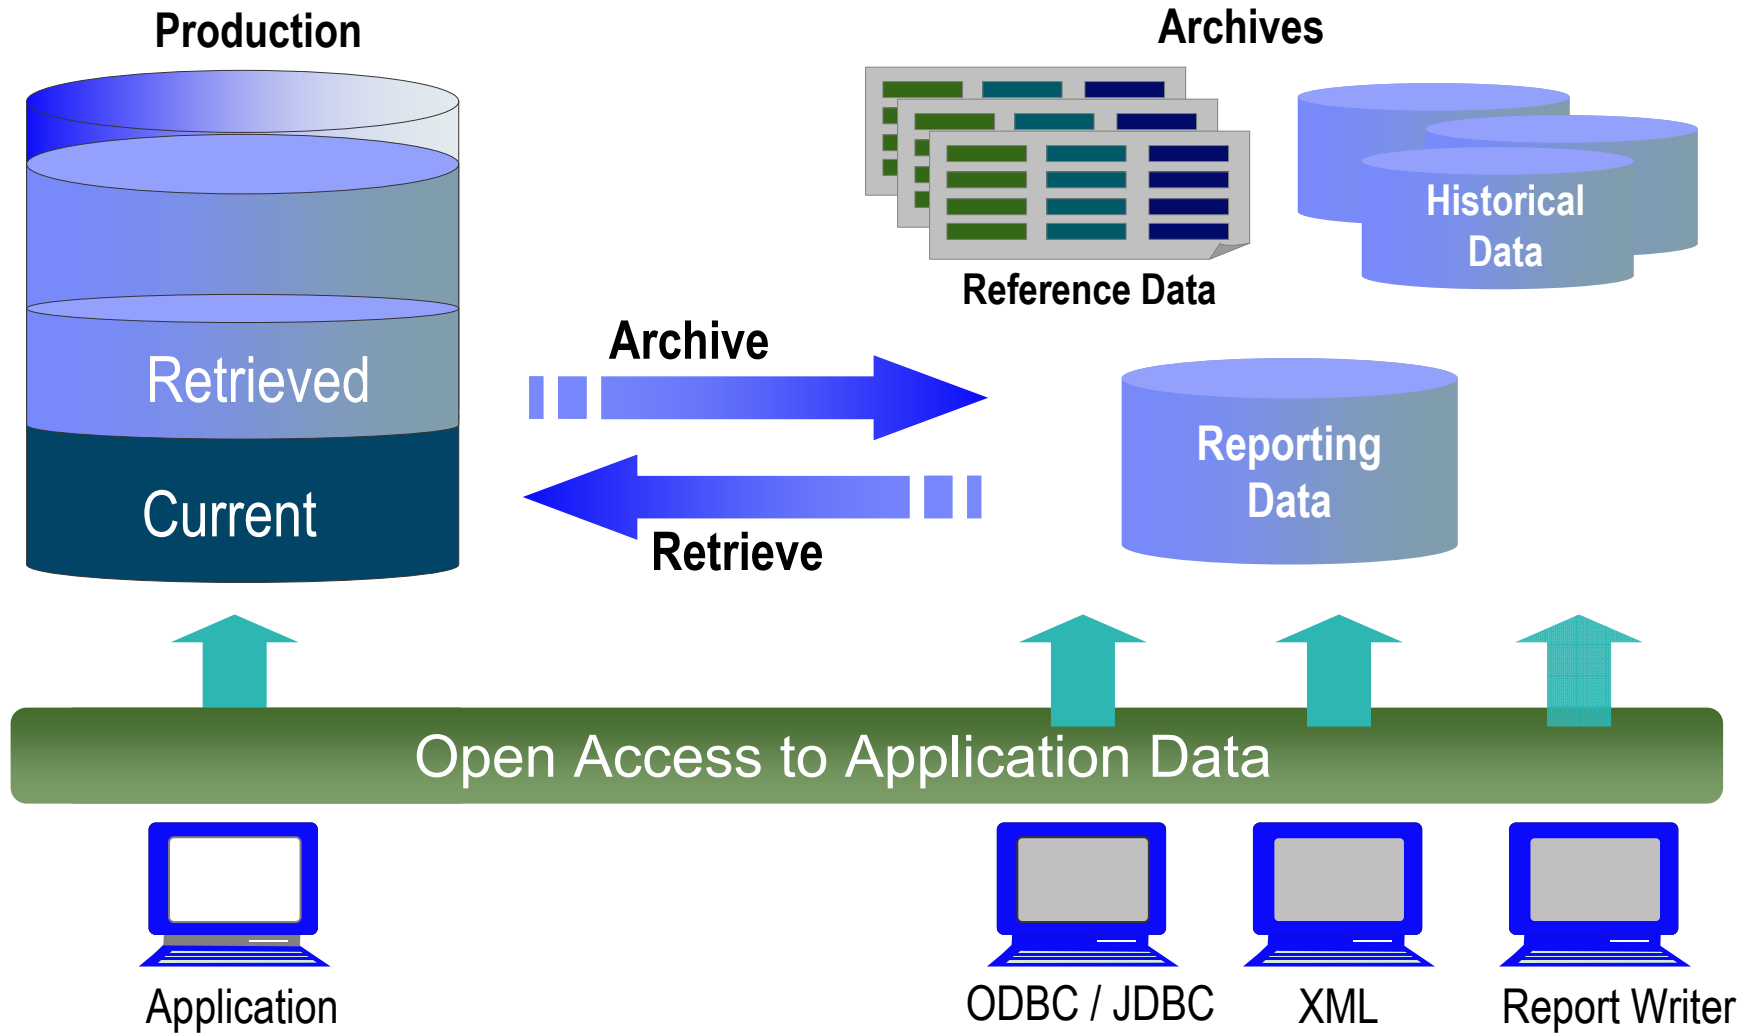 Production
Archives
Historical
Data
Reference Data
Archive
Retrieved
Reporting
Data
Current
Retrieve
Open Access to Application Data
Application
ODBC / JDBC
XML
Report Writer